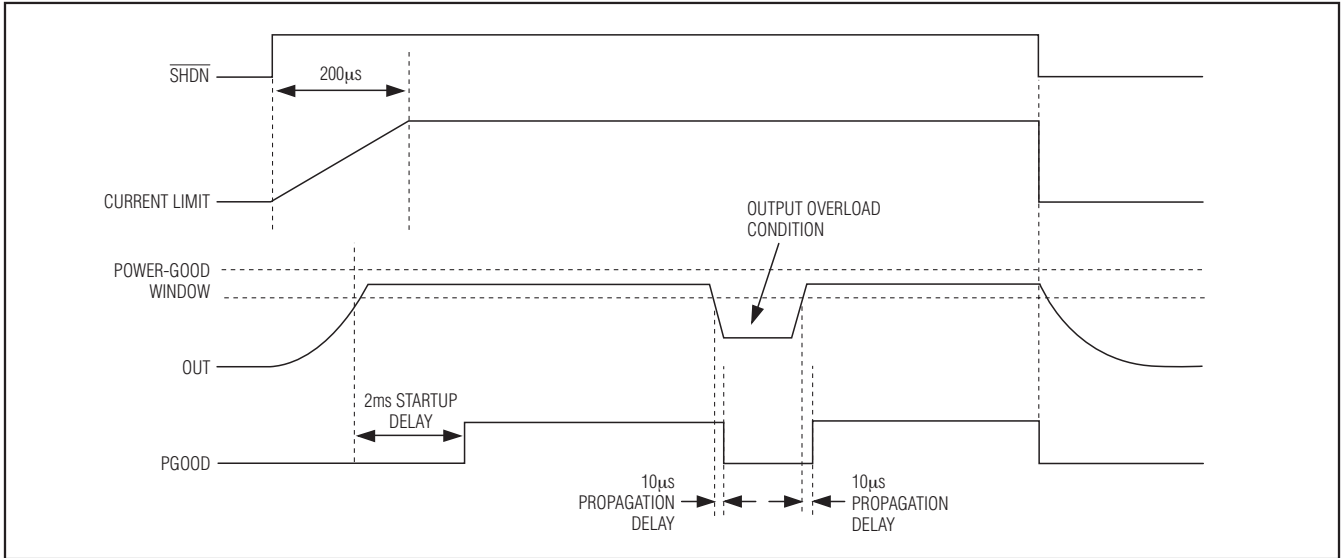 SHDN
200µs
CURRENT LIMIT
OUTPUT OVERLOAD
CONDITION
POWER-GOOD
WINDOW
OUT
2ms STARTUP
DELAY
PGOOD
10µs
PROPAGATION
DELAY
10µs
PROPAGATION
DELAY